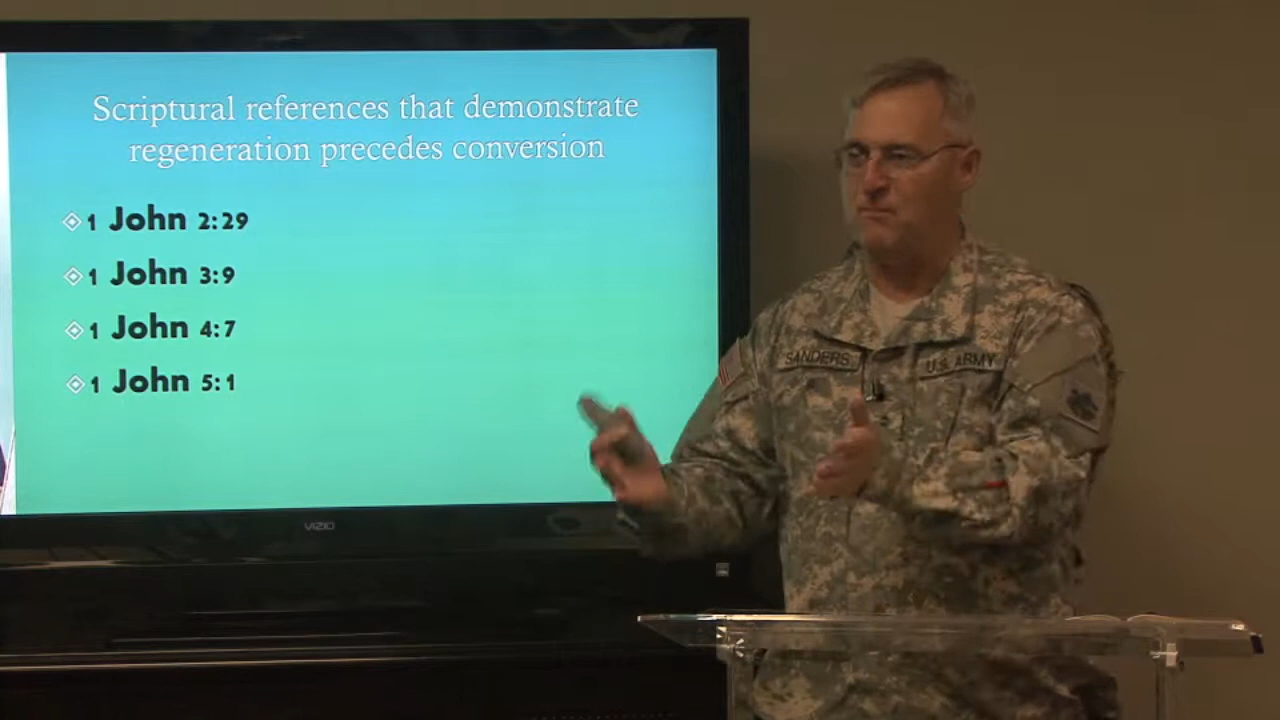 Scriptural references that demonstrate
regeneration precedes conversion
1 John 2:29
1 John 3:9
1 John 4:7
1 John 5:1
VIZIO
SANDERS
U.S. ARMY